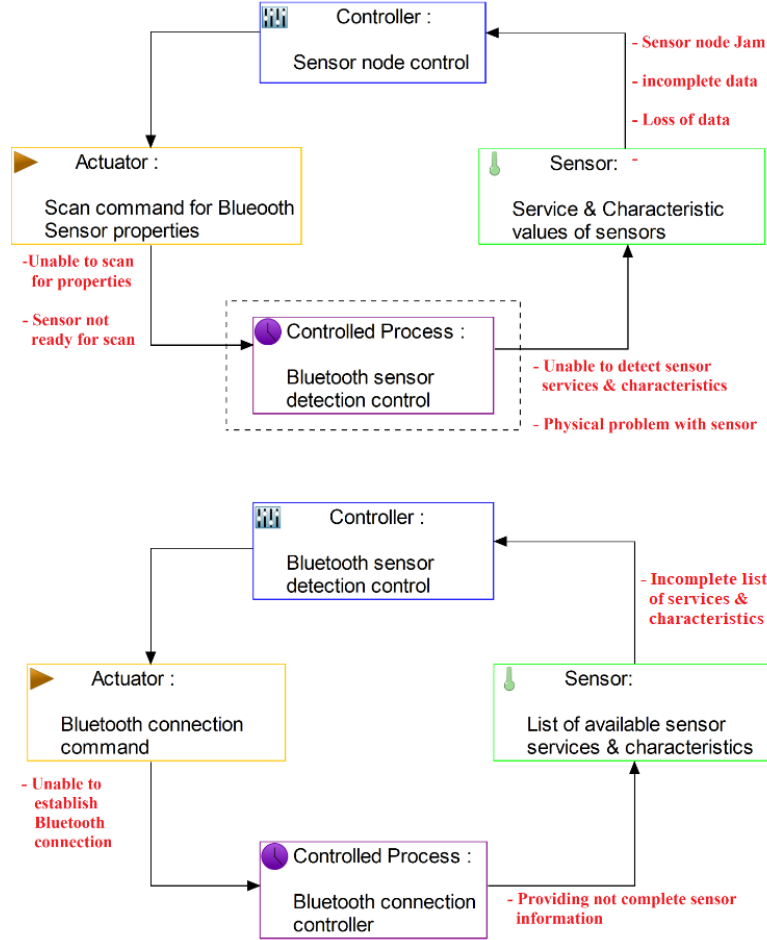 Controller :
Sensor node control
- Sensor node Jam
- incomplete data
- Loss of data
-
Actuator :
Scan command for Blueooth
Sensor properties
Sensor:
Service & Characteristic
values of sensors
-Unable to scan
for properties
- Sensor not
ready for scan
Controlled Process :
Bluetooth sensor
detection control
- Unable to detect sensor
services & characteristics
- Physical problem with sensor
Controller :
Bluetooth sensor
detection control
- Incomplete list
of services &
characteristics
Actuator :
Bluetooth connection
command
Sensor:
List of available sensor
services & characteristics
- Unable to
establish
Bluetooth
connection
Controlled Process :
Bluetooth connection
controller
- Providing not complete sensor
information